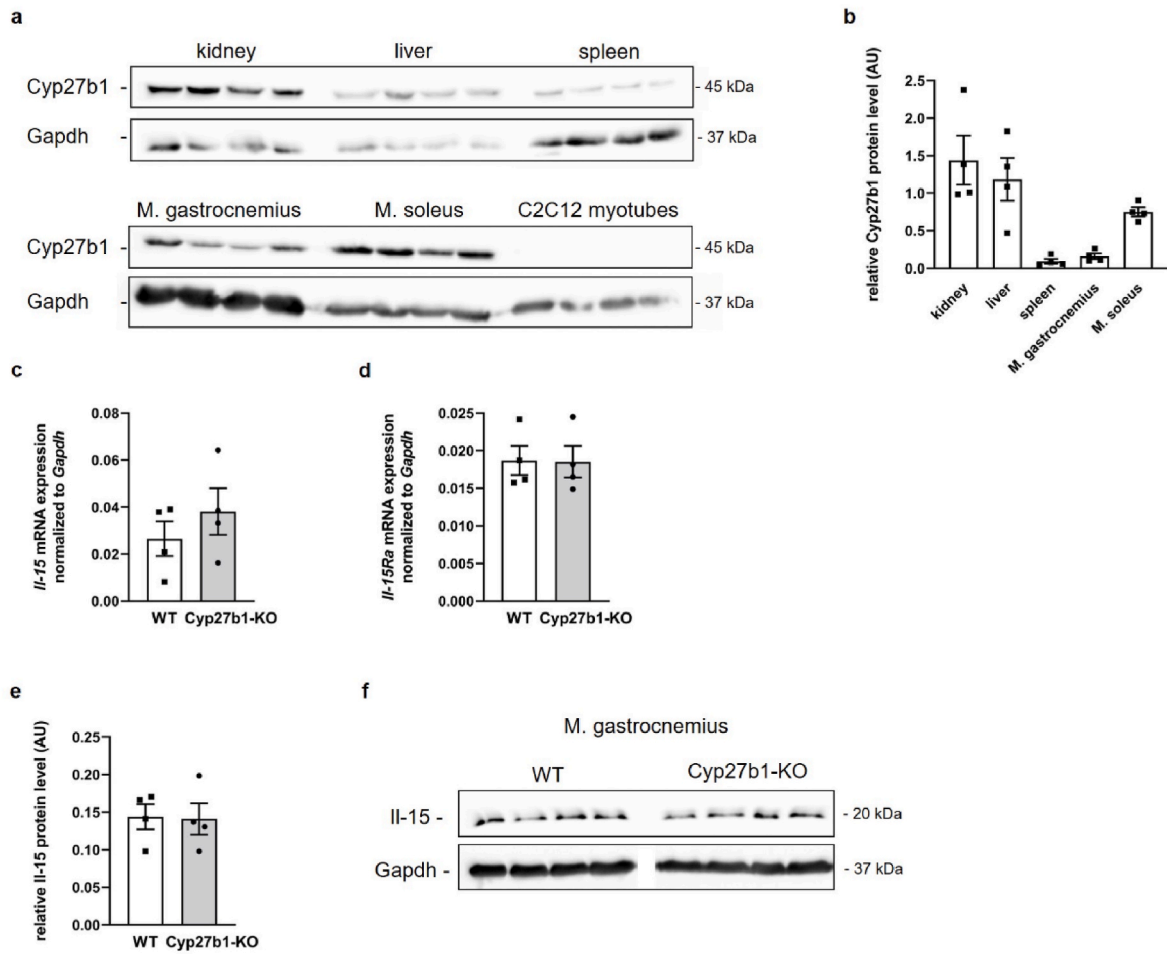 a
kidney liver spleen
Cyp27b1 - - 45 kDa
Gapdh - - 37 kDa
M. gastrocnemius M. soleus C2C12 myotubes
Cyp27b1 - - 45 kDa
Gapdh - - 37 kDa
b
relative Cyp27b1 protein level (AU)
2.5
2.0
1.5
1.0
0.5
0.0
kidney
liver
spleen
M. gastrocnemius
M. soleus
c
Il-15 mRNA expression
normalized to Gapdh
0.08
0.06
0.04
0.02
0.00
WT Cyp27b1-KO
d
Il-15Ra mRNA expression
normalized to Gapdh
0.025
0.020
0.015
0.010
0.005
0.000
WT Cyp27b1-KO
e
relative Il-15 protein level (AU)
0.25
0.20
0.15
0.10
0.05
0.00
WT Cyp27b1-KO
f
M. gastrocnemius
WT Cyp27b1-KO
Il-15 - - 20 kDa
Gapdh - - 37 kDa